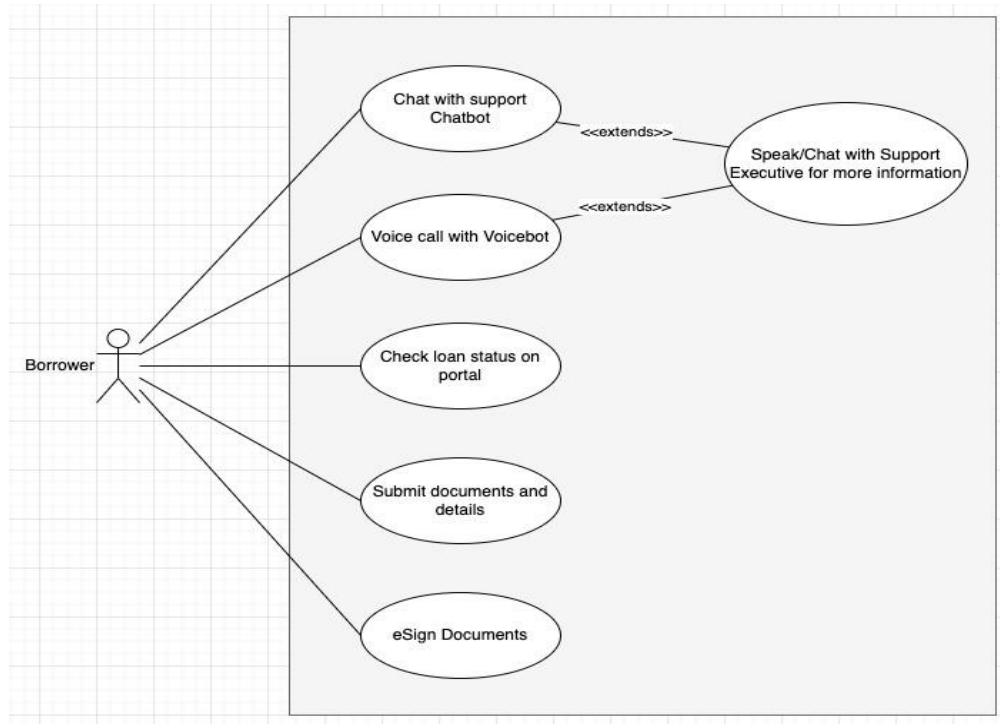 Chat with support
Chatbot
<<extends>>
Speak/Chat with Support
Executive for more information
<<extends>>
Voice call with Voicebot
Borrower
Check loan status on
portal
Submit documents and
details
eSign Documents